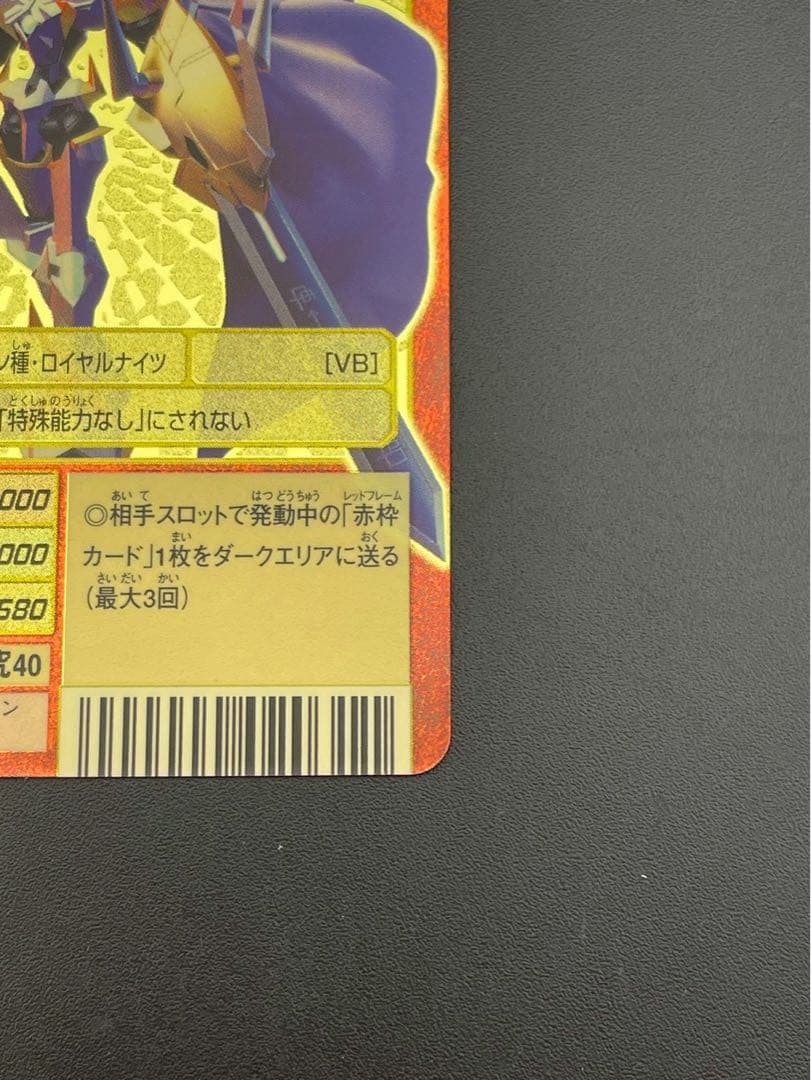 ン種・ロイヤルナイツ [VB]
「特殊能力なし」にされない
000
000
580
究40
ン
◎相手スロットで発動中の「赤枠
カード」1枚をダークエリアに送る
(最大3回)